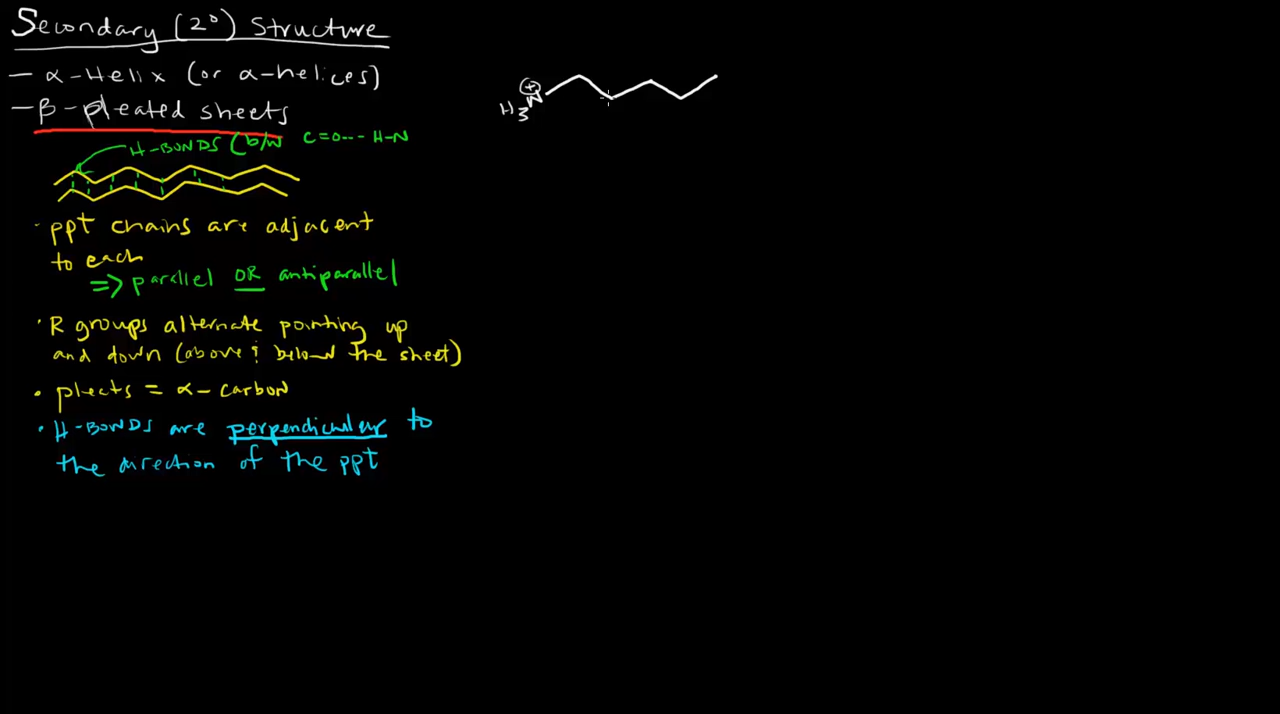 Secondary (2°) Structure
— α-Helix (or α-helices)
— β-pleated sheets
H-BONDS (b/w C=O--- H-N
· ppt chains are adjacent
to each
=> parallel OR antiparallel
· R groups alternate pointing up
and down (above & below the sheet)
• pleats = α-carbon
• H-BONDS are perpendicular to
the direction of the ppt
H₃N⊕